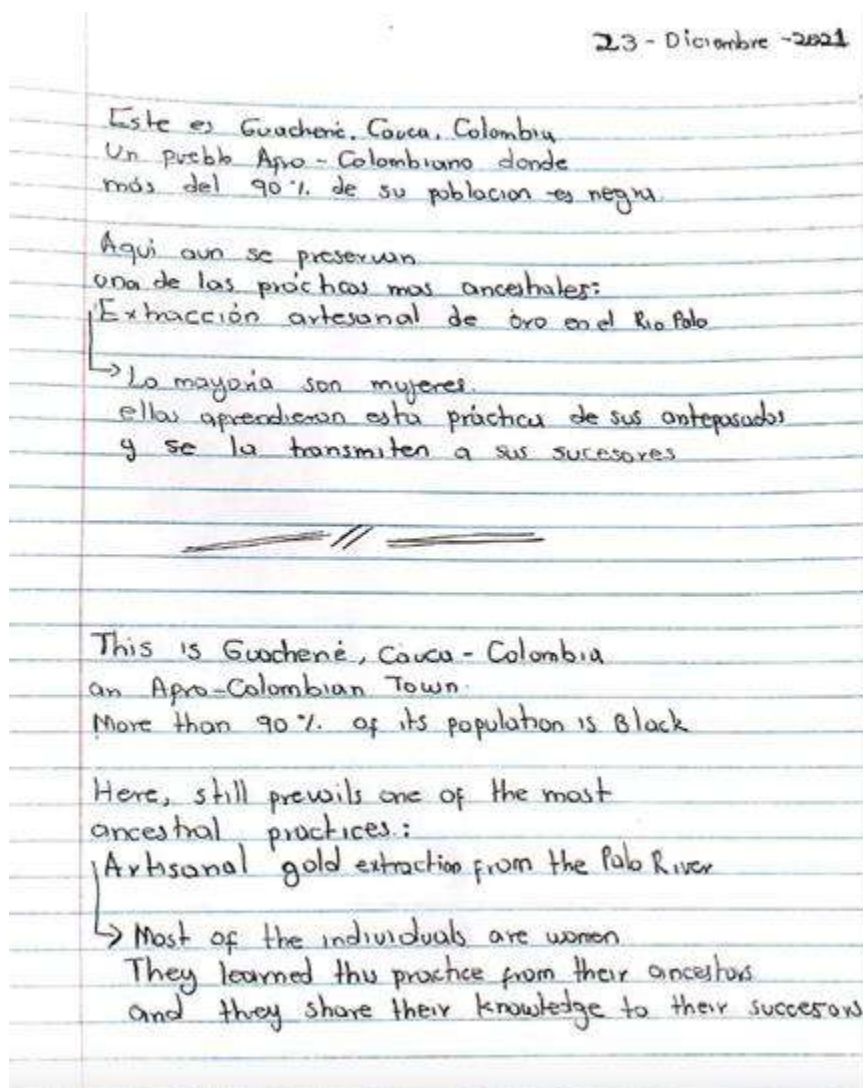 23 - Diciembre - 2021
Este es Guachené, Cauca, Colombia
Un pueblo Afro - Colombiano donde
más del 90 % de su poblacion es negra.
Aqui aun se preservan
una de las prácticas mas ancestrales:
Extracción artesanal de óro en el Rio Palo
↳ La mayoria son mujeres.
ellas aprendieron esta práctica de sus antepasados
y se la transmiten a sus sucesores
This is Guachené, Cauca - Colombia
an Afro-Colombian Town.
More than 90 % of its population is Black
Here, still prevails one of the most
ancestral practices:
Artisanal gold extraction from the Palo River
↳ Most of the individuals are women
They learned this practice from their ancestors
and they share their knowledge to their succesors